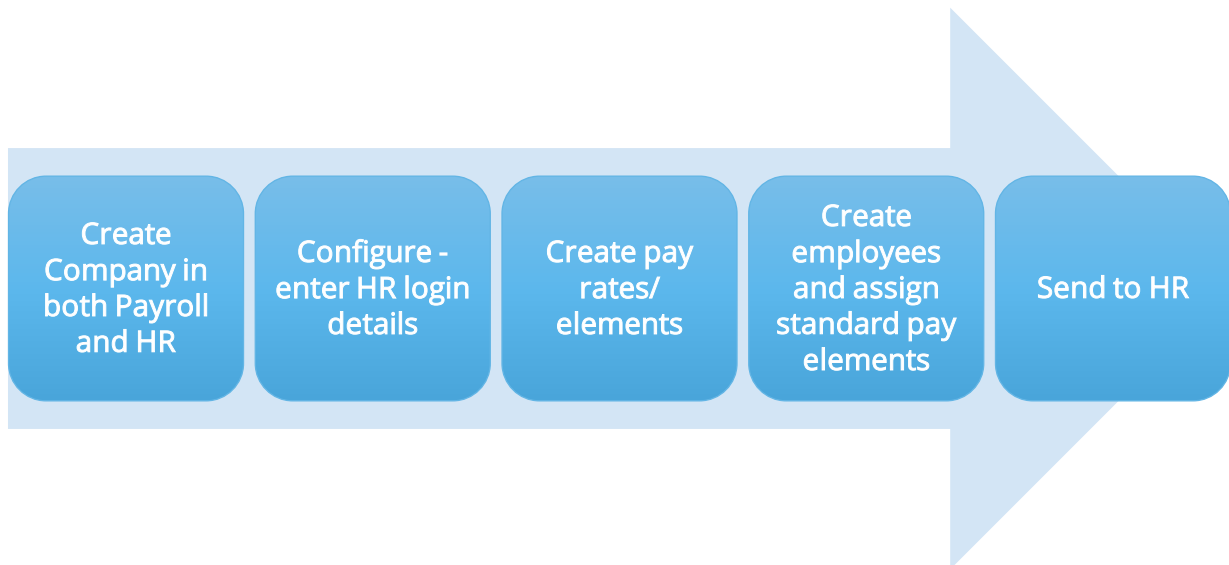 Create
Company in
both Payroll
and HR
Configure -
enter HR login
details
Create pay
rates/
elements
Create
employees
and assign
standard pay
elements
Send to HR